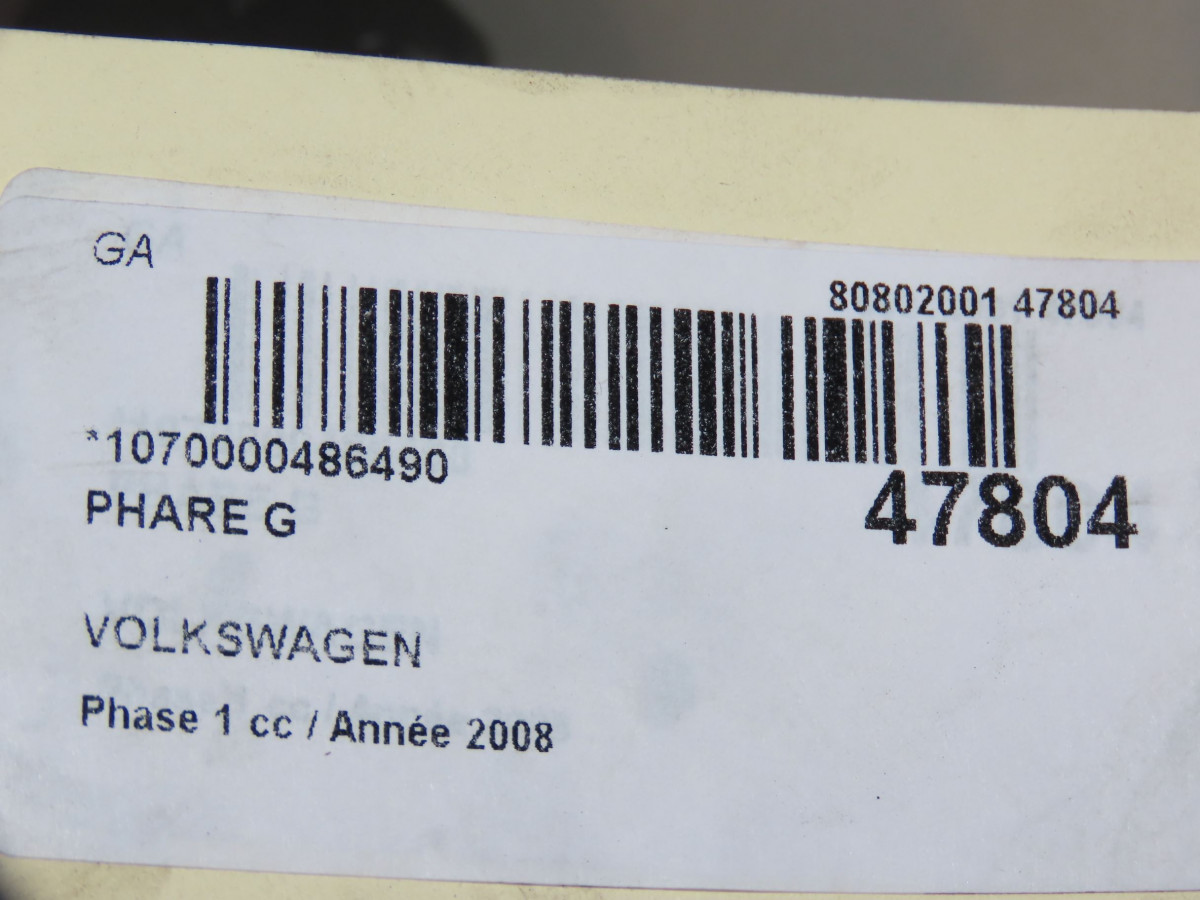 GA
80802001 47804
*1070000486490
47804
PHARE G
VOLKSWAGEN
Phase 1 cc / Année 2008